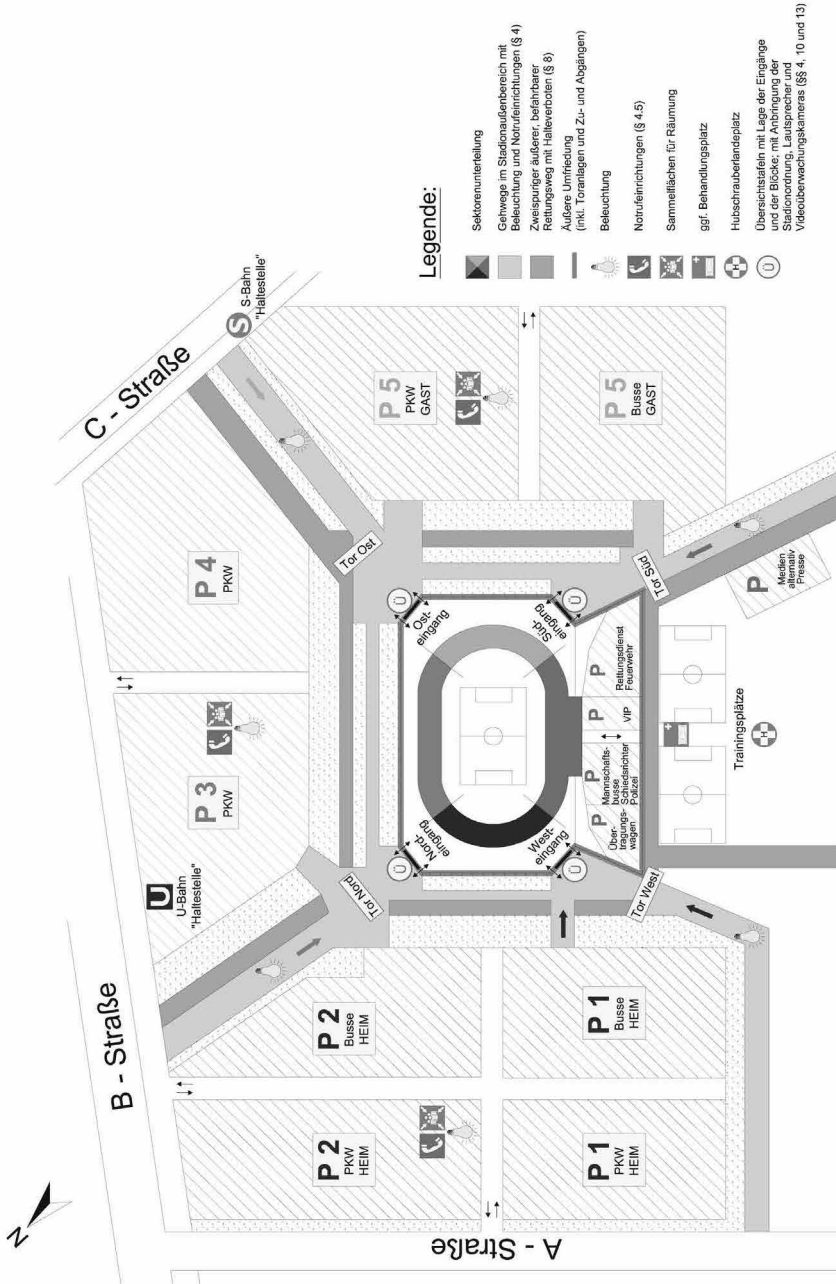 N
A - Straße
B - Straße
C - Straße
P 2
PKW
HEIM
P 2
Busse
HEIM
P 1
PKW
HEIM
P 1
Busse
HEIM
U
U-Bahn
"Haltestelle"
P 3
PKW
P 4
PKW
S
S-Bahn
"Haltestelle"
P 5
PKW
GAST
P 5
Busse
GAST
Tor Nord
Tor Ost
Tor West
Tor Süd
Ü
Nord-
eingang
Ü
Ost-
eingang
Ü
West-
eingang
Ü
Süd-
eingang
P
Über-
tragungs-
wagen
P
Mannschafts-
busse
Schiedsrichter
Polizei
P
VIP
P
Rettungsdienst
Feuerwehr
P
Medien
alternativ
Presse
Trainingsplätze
H
Legende:
Sektorenunterteilung
Gehwege im Stadionaußenbereich mit
Beleuchtung und Notrufeinrichtungen (§ 4)
Zweispuriger äußerer, befahrbarer
Rettungsweg mit Halteverboten (§ 8)
Äußere Umfriedung
(inkl. Toranlagen und Zu- und Abgängen)
Beleuchtung
Notrufeinrichtungen (§ 4.5)
Sammelflächen für Räumung
ggf. Behandlungsplatz
H
Hubschrauberlandeplatz
Ü
Übersichtstafeln mit Lage der Eingänge
und der Blöcke; mit Anbringung der
Stadionordnung, Lautsprecher und
Videoüberwachungskameras (§§ 4, 10 und 13)